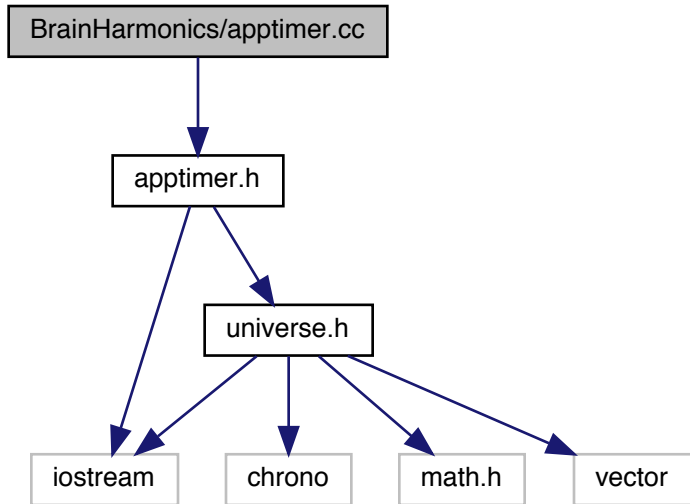 BrainHarmonics/apptimer.cc
apptimer.h
universe.h
iostream
chrono
math.h
vector